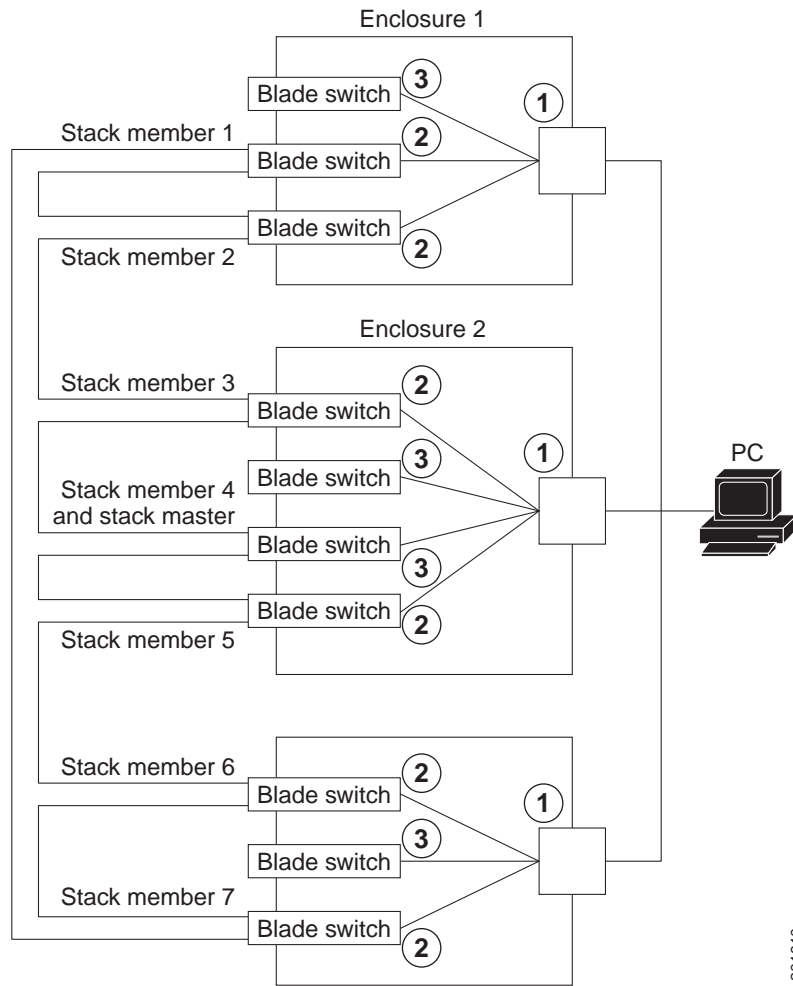 Enclosure 1
Blade switch
3
1
Stack member 1
2
Blade switch
Blade switch
Stack member 2
2
Enclosure 2
Stack member 3
2
Blade switch
3
1
PC
Blade switch
Stack member 4
and stack master
Blade switch
3
Blade switch
2
Stack member 5
Stack member 6
2
Blade switch
1
3
Blade switch
Stack member 7
Blade switch
2